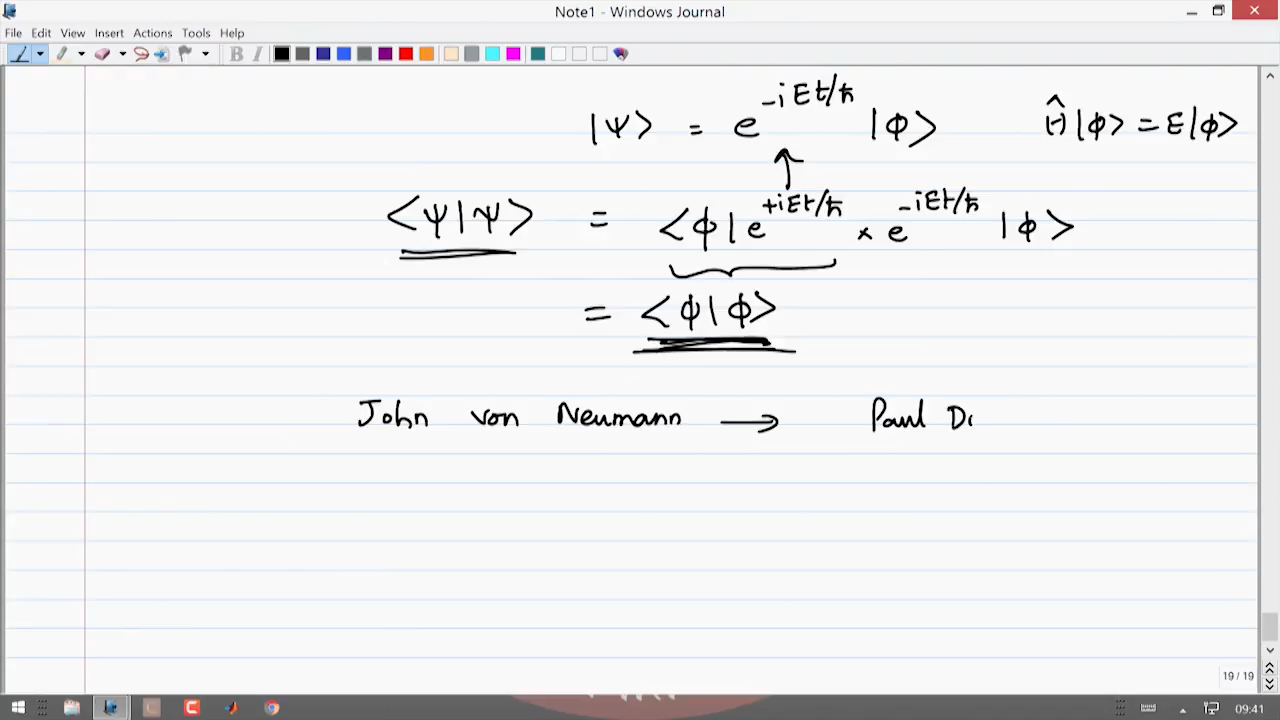 Note1 - Windows Journal
File Edit View Insert Actions Tools Help
B I
|Ψ> = e^{-iEt/ħ} |Φ> Ĥ|Φ> = E|Φ>
<Ψ|Ψ> = <Φ|e^{+iEt/ħ} × e^{-iEt/ħ} |Φ>
= <Φ|Φ>
John von Neumann → Paul Di
19 / 19
09:41